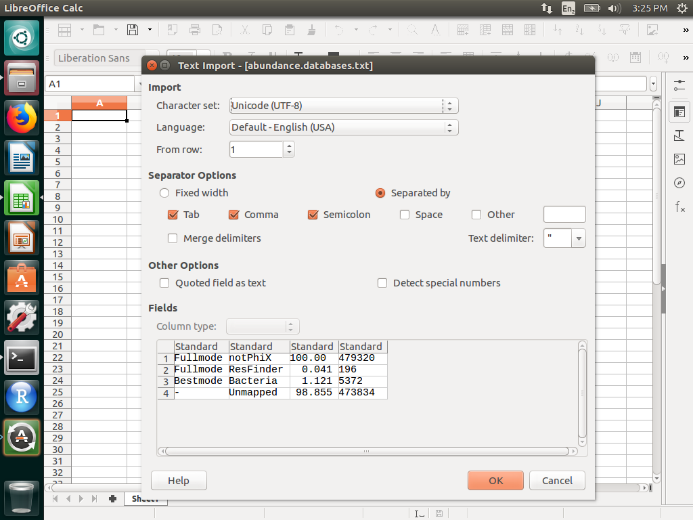 LibreOffice Calc
En
3:25 PM
Liberation Sans
Text Import - [abundance.databases.txt]
A1
A
1
2
3
4
5
6
7
8
9
10
11
12
13
14
15
16
17
18
19
20
21
22
23
24
25
26
27
28
29
30
31
32
33
Import
Character set: Unicode (UTF-8)
Language: Default - English (USA)
From row: 1
Separator Options
Fixed width
Separated by
Tab
Comma
Semicolon
Space
Other
Merge delimiters
Text delimiter: "
Other Options
Quoted field as text
Detect special numbers
Fields
Column type:
Standard Standard Standard Standard
1 Fullmode notPhiX 100.00 479320
2 Fullmode ResFinder 0.041 196
3 Bestmode Bacteria 1.121 5372
4 - Unmapped 98.855 473834
Help
OK
Cancel